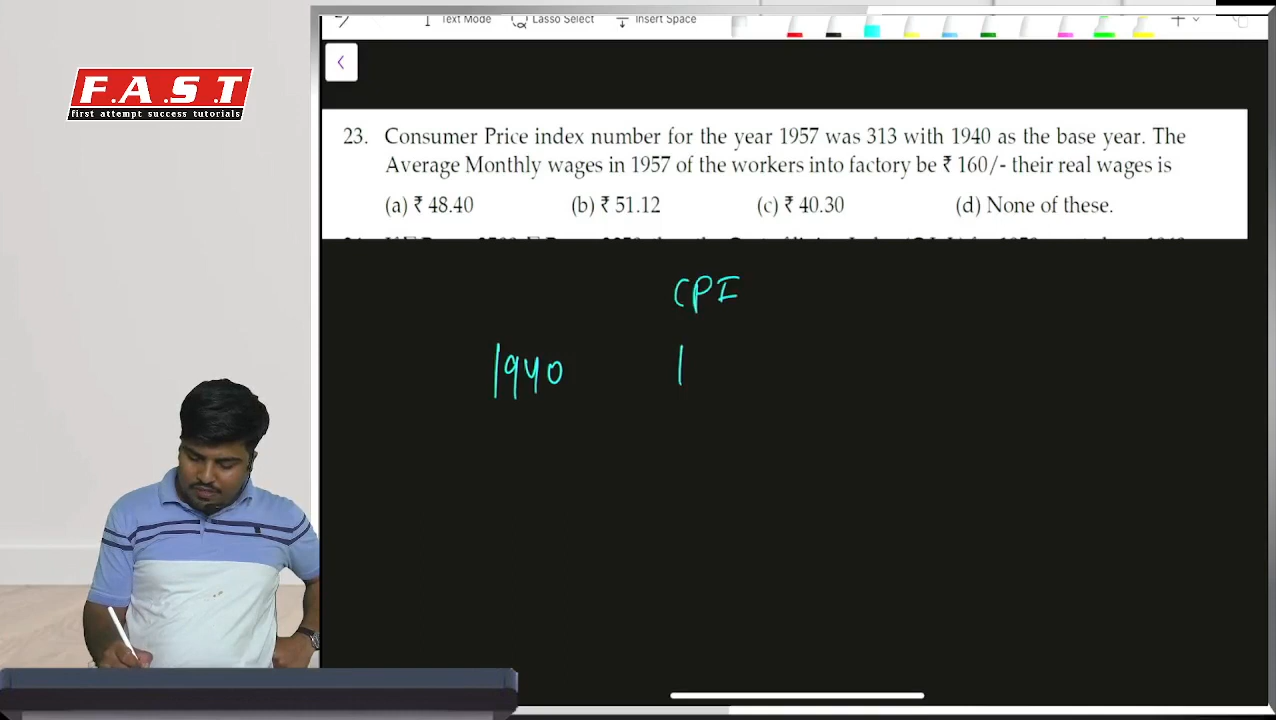 Text Mode Lasso Select Insert Space
F.A.S.T
first attempt success tutorials
23. Consumer Price index number for the year 1957 was 313 with 1940 as the base year. The
Average Monthly wages in 1957 of the workers into factory be ₹ 160/- their real wages is
(a) ₹ 48.40 (b) ₹ 51.12 (c) ₹ 40.30 (d) None of these.
CPI
1940 1